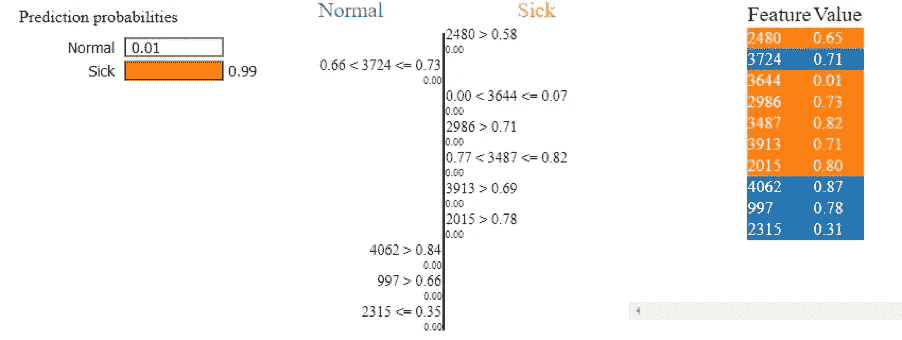 Prediction probabilities
Normal 0.01
Sick 0.99
Normal Sick
2480 > 0.58
0.00
0.66 < 3724 <= 0.73
0.00
0.00 < 3644 <= 0.07
0.00
2986 > 0.71
0.00
0.77 < 3487 <= 0.82
0.00
3913 > 0.69
0.00
2015 > 0.78
0.00
4062 > 0.84
0.00
997 > 0.66
0.00
2315 <= 0.35
0.00
Feature Value
2480 0.65
3724 0.71
3644 0.01
2986 0.73
3487 0.82
3913 0.71
2015 0.80
4062 0.87
997 0.78
2315 0.31